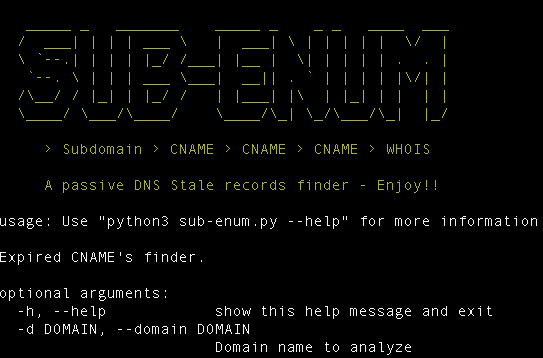 SUB-ENUM
> Subdomain > CNAME > CNAME > CNAME > WHOIS
A passive DNS Stale records finder - Enjoy!!
usage: Use "python3 sub-enum.py --help" for more information
Expired CNAME's finder.
optional arguments:
-h, --help show this help message and exit
-d DOMAIN, --domain DOMAIN
Domain name to analyze